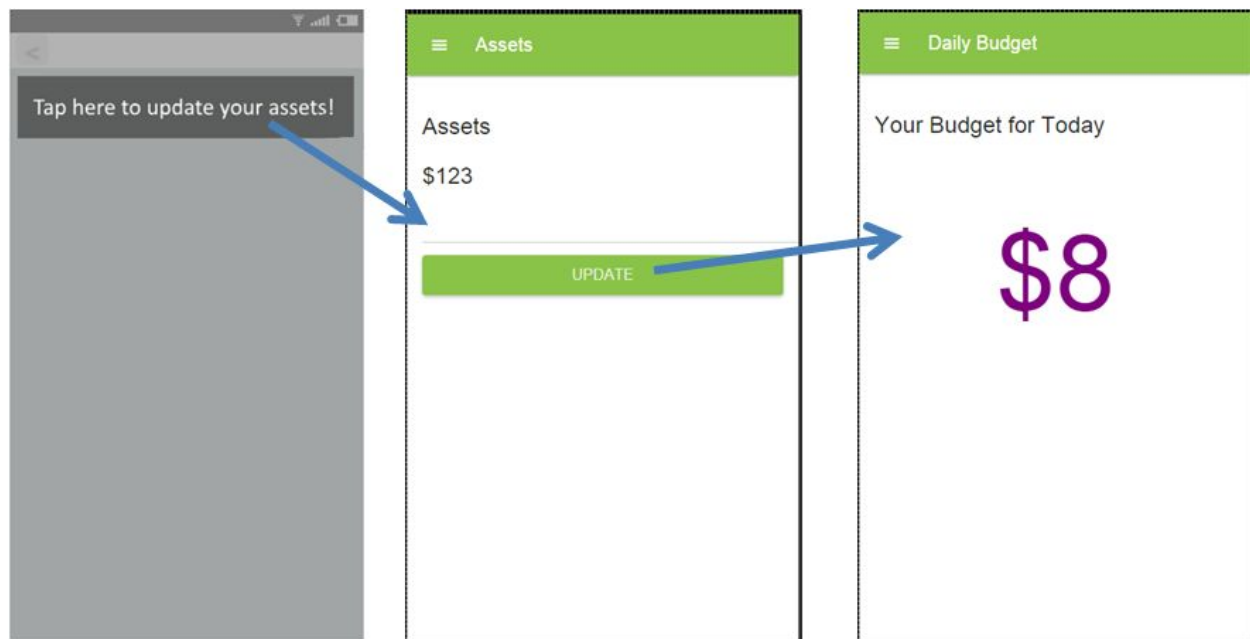 <
Tap here to update your assets!
Assets
Assets
$123
UPDATE
Daily Budget
Your Budget for Today
$8